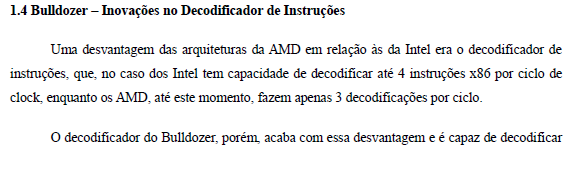 1.4 Bulldozer – Inovações no Decodificador de Instruções
Uma desvantagem das arquiteturas da AMD em relação às da Intel era o decodificador de
instruções, que, no caso dos Intel tem capacidade de decodificar até 4 instruções x86 por ciclo de
clock, enquanto os AMD, até este momento, fazem apenas 3 decodificações por ciclo.
O decodificador do Bulldozer, porém, acaba com essa desvantagem e é capaz de decodificar